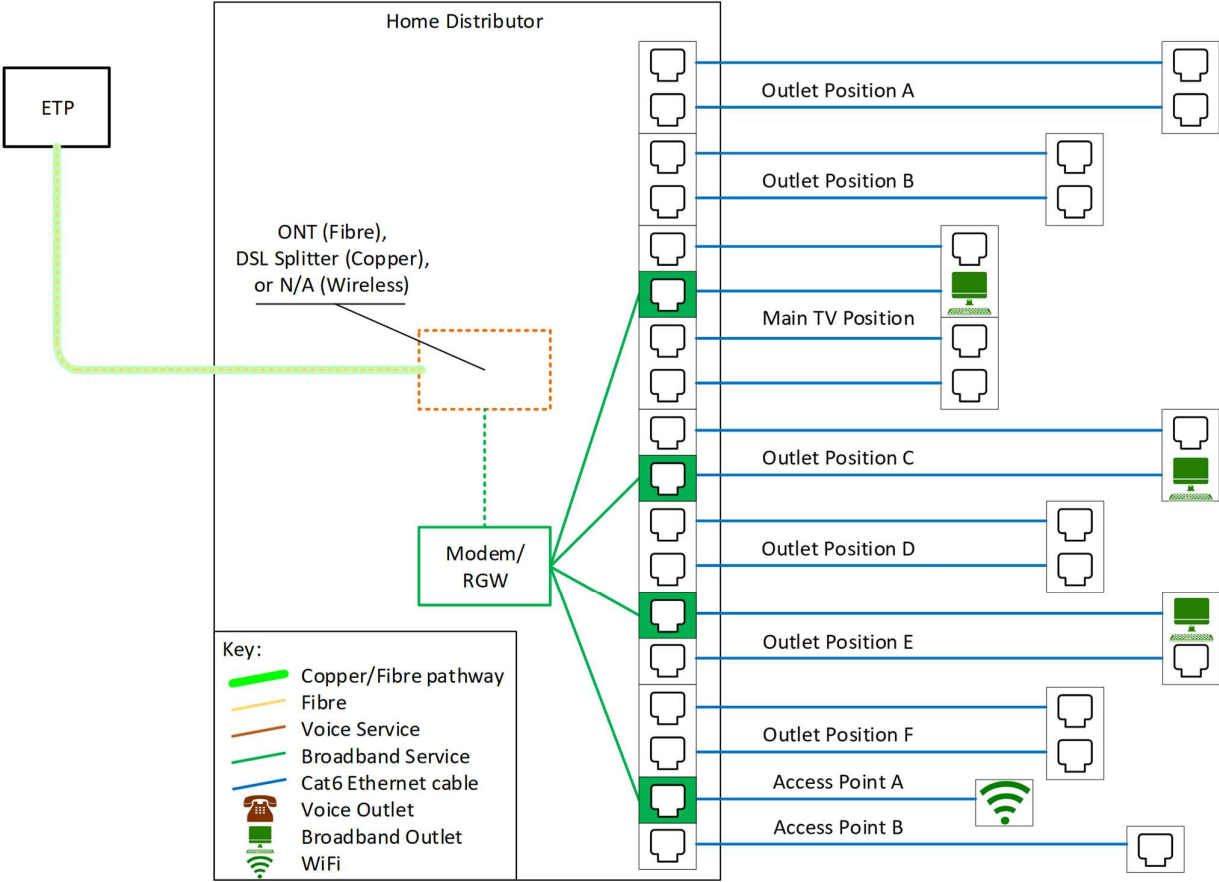 Home Distributor
ETP
Outlet Position A
Outlet Position B
ONT (Fibre),
DSL Splitter (Copper),
or N/A (Wireless)
Main TV Position
Outlet Position C
Modem/
RGW
Outlet Position D
Outlet Position E
Key:
Copper/Fibre pathway
Fibre
Voice Service
Broadband Service
Cat6 Ethernet cable
Voice Outlet
Broadband Outlet
WiFi
Outlet Position F
Access Point A
Access Point B